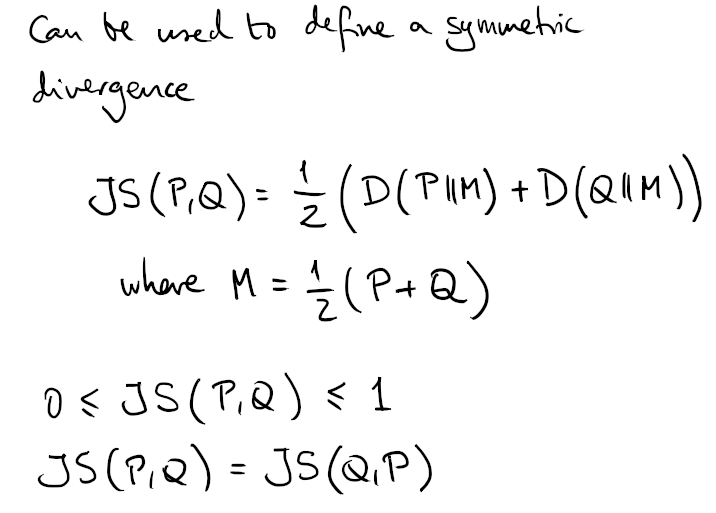 Can be used to define a symmetric
divergence
JS(P,Q) = 1/2 (D(P||M) + D(Q||M))
where M = 1/2 (P+Q)
0 ≤ JS(P,Q) ≤ 1
JS(P,Q) = JS(Q,P)